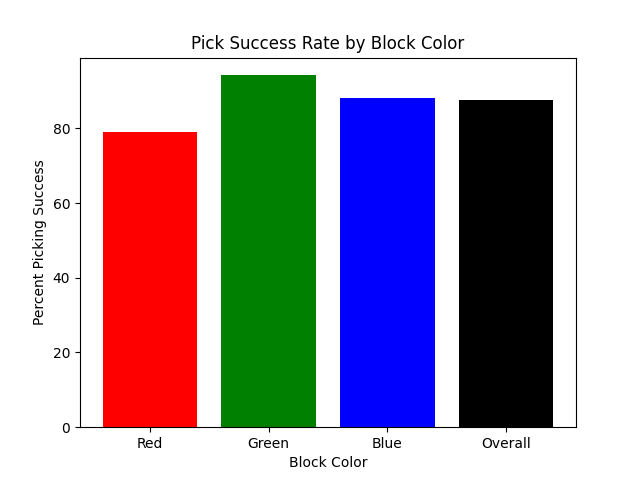 Pick Success Rate by Block Color
Percent Picking Success
80
60
40
20
0
Red Green Blue Overall
Block Color